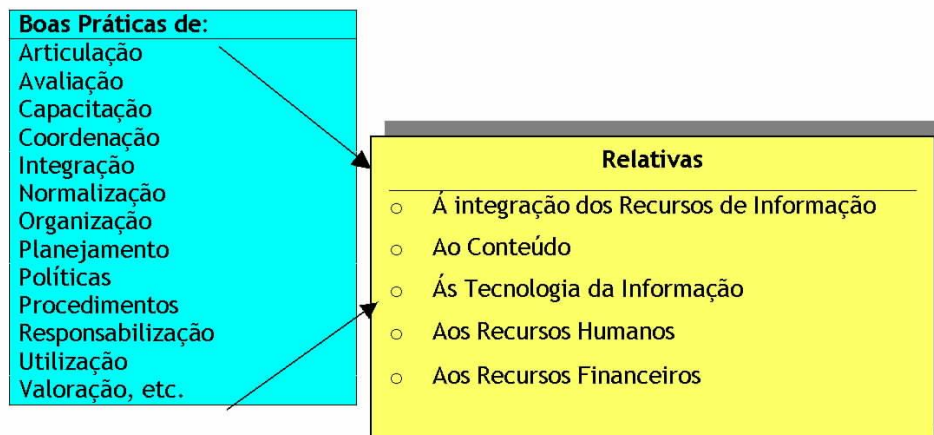 Boas Práticas de:
Articulação
Avaliação
Capacitação
Coordenação
Integração
Normalização
Organização
Planejamento
Políticas
Procedimentos
Responsabilização
Utilização
Valoração, etc.
Relativas
Á integração dos Recursos de Informação
Ao Conteúdo
Ás Tecnologia da Informação
Aos Recursos Humanos
Aos Recursos Financeiros